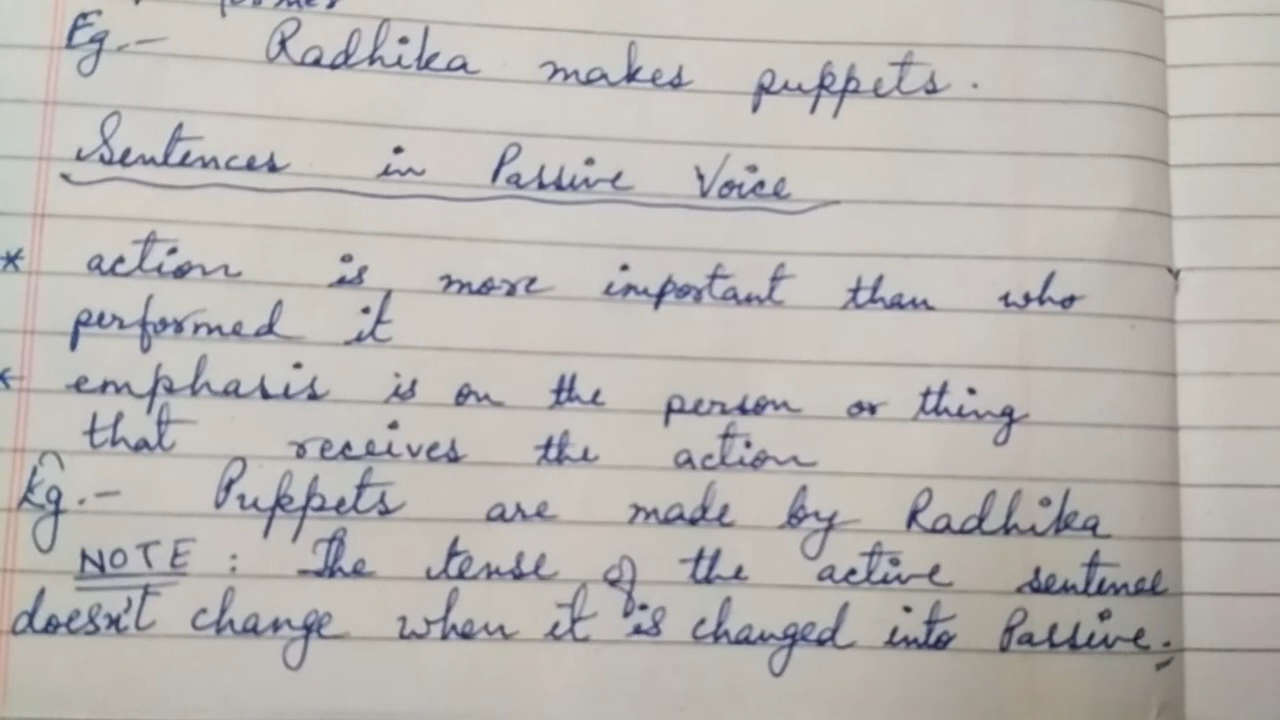 Eg.- Radhika makes puppets.
Sentences in Passive Voice
* action is more important than who
performed it
* emphasis is on the person or thing
that receives the action
Eg.- Puppets are made by Radhika
NOTE : The tense of the active sentence
doesn't change when it is changed into Passive.